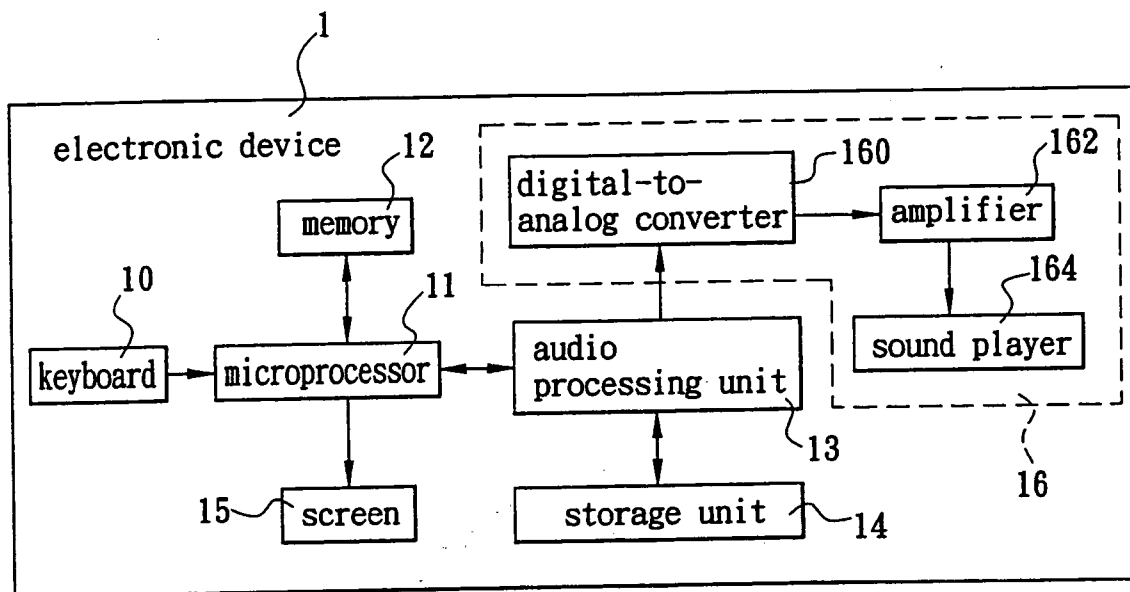 1
electronic device
12
memory
160
digital-to-
analog converter
162
amplifier
10
keyboard
11
microprocessor
audio
processing unit
13
164
sound player
16
15
screen
storage unit
14